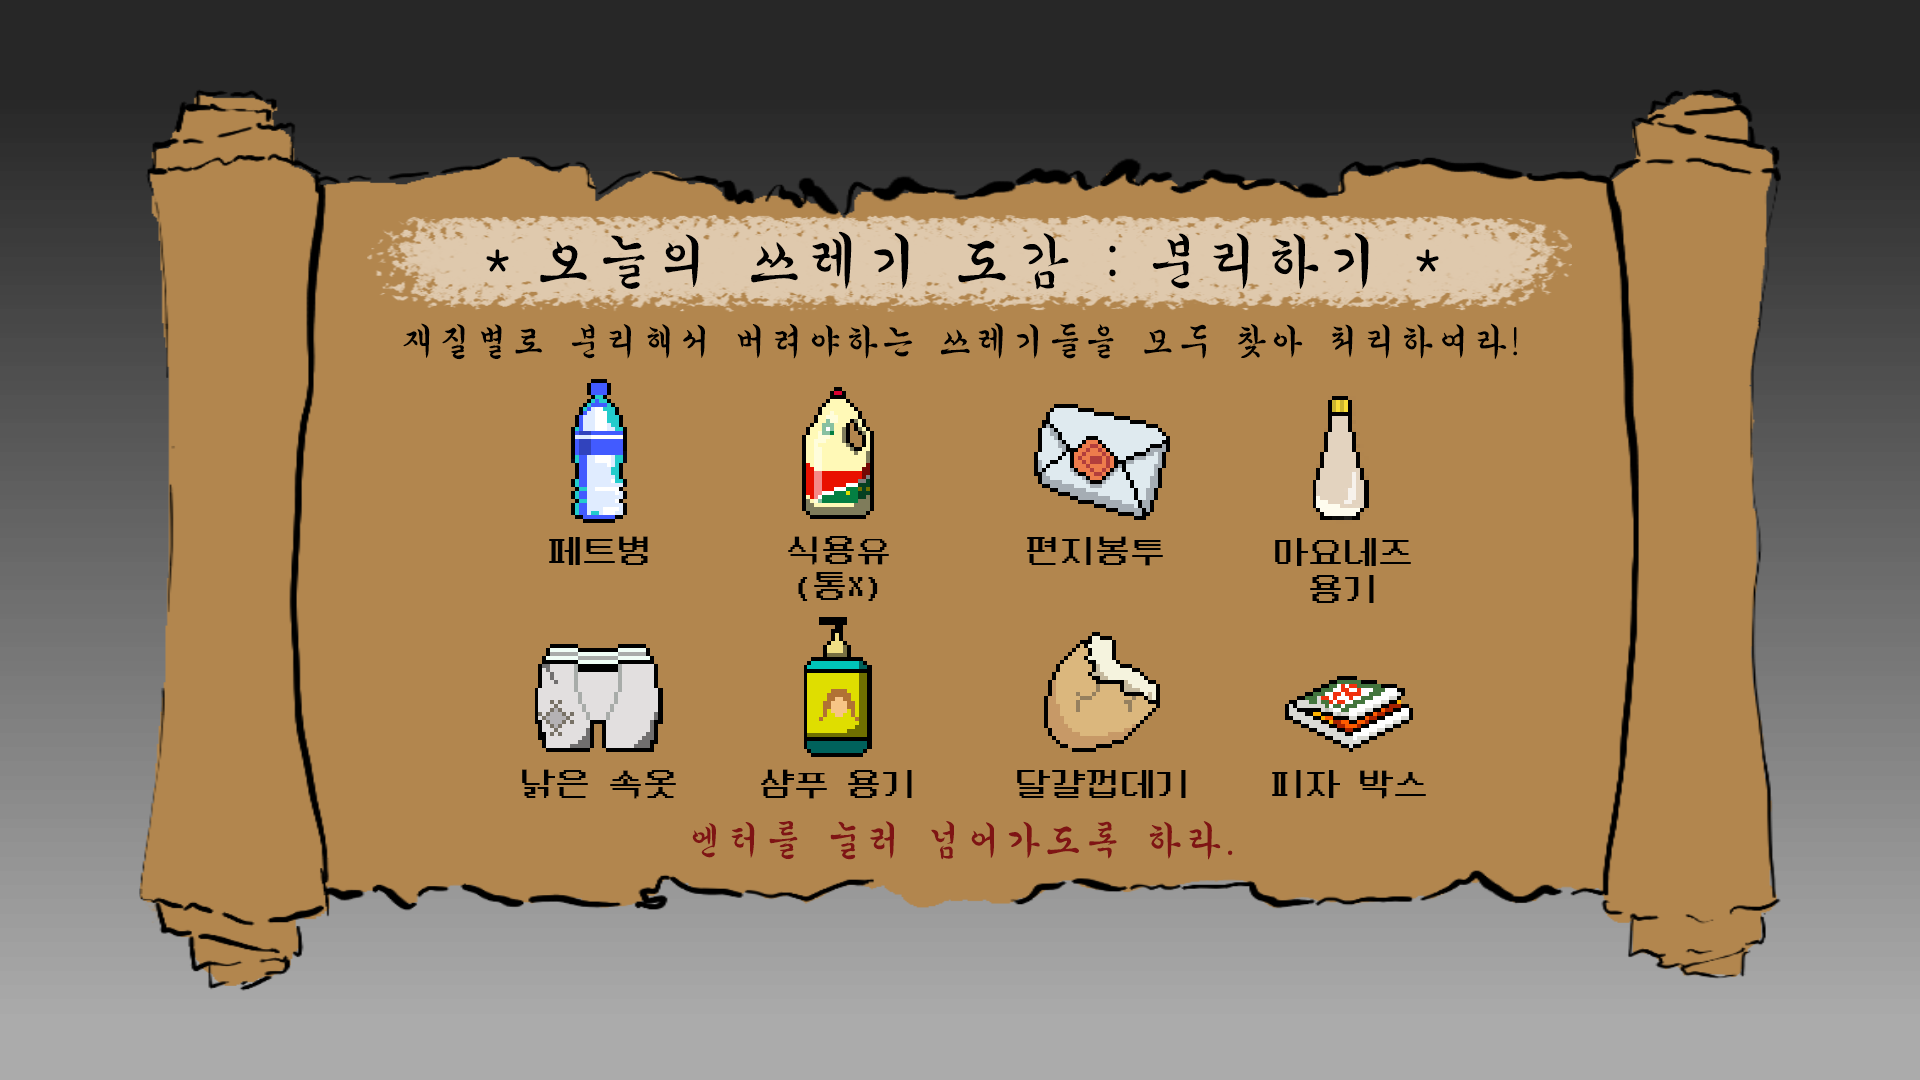 * 오늘의 쓰레기 도감 : 분리하기 *
재질별로 분리해서 버려야하는 쓰레기들을 모두 찾아 처리하여라!
페트병 식용유 편지봉투 마요네즈
(통X) 용기
낡은 속옷 샴푸 용기 달걀껍데기 피자 박스
엔터를 눌러 넘어가도록 하라.